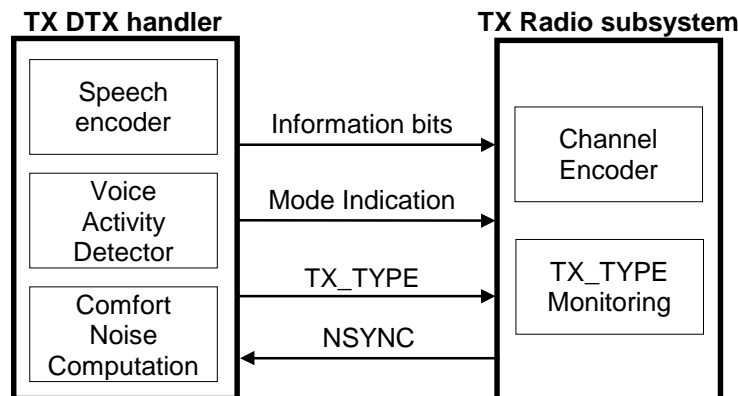 TX DTX handler
TX Radio subsystem
Speech
encoder
Voice
Activity
Detector
Comfort
Noise
Computation
Information bits
Mode Indication
TX_TYPE
NSYNC
Channel
Encoder
TX_TYPE
Monitoring